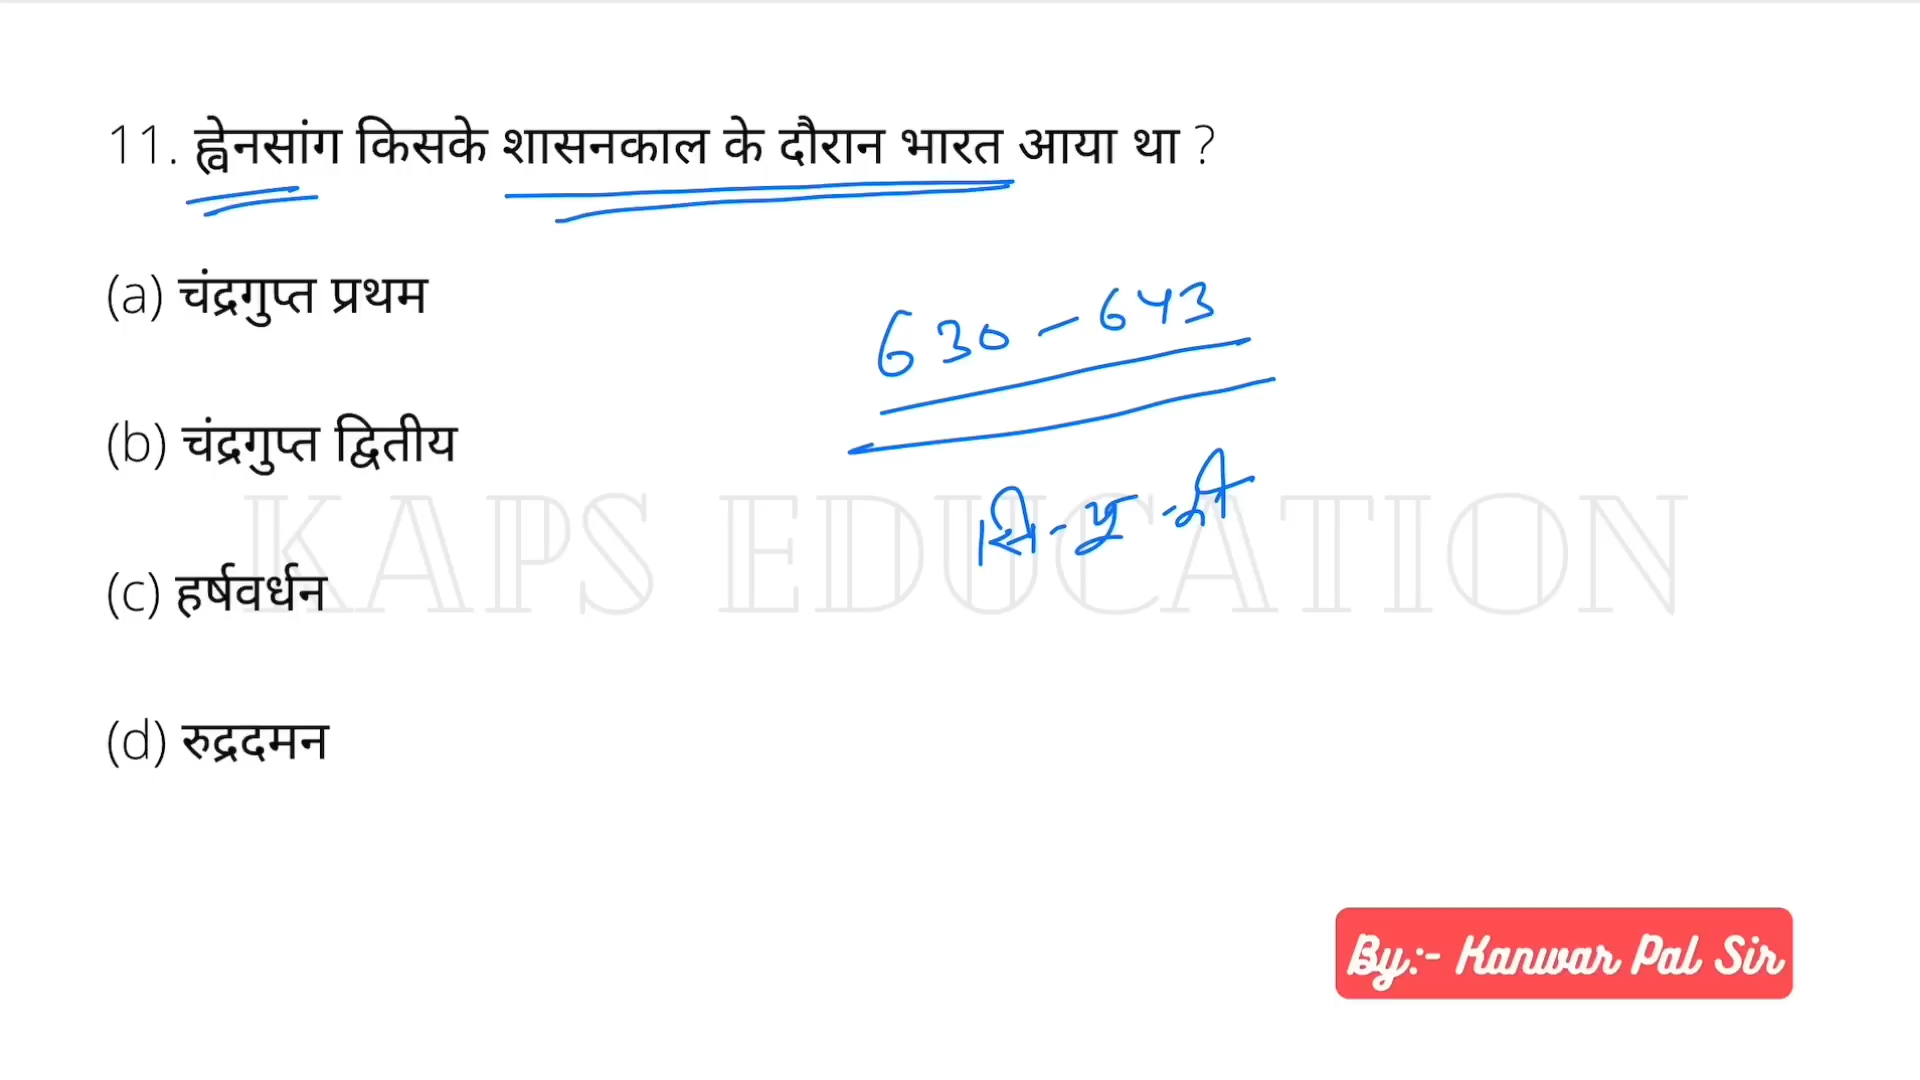 11. ह्वेनसांग किसके शासनकाल के दौरान भारत आया था ?
(a) चंद्रगुप्त प्रथम
630 - 643
(b) चंद्रगुप्त द्वितीय
सि-यू-की
KAPS EDUCATION
(c) हर्षवर्धन
(d) रुद्रदमन
By:- Kanwar Pal Sir